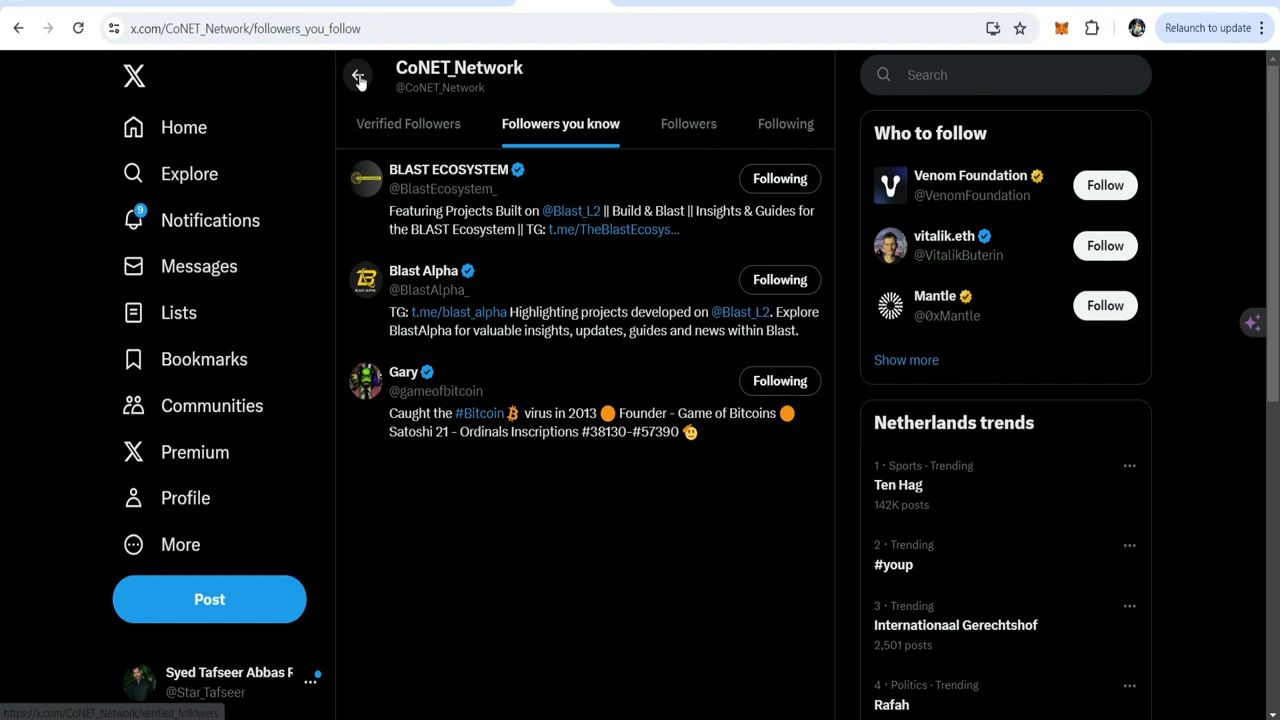 x.com/CoNET_Network/followers_you_follow
Relaunch to update
CoNET_Network
@CoNET_Network
Verified Followers
Followers you know
Followers
Following
Home
Explore
9
Notifications
Messages
Lists
Bookmarks
Communities
Premium
Profile
More
Post
Syed Tafseer Abbas R
@Star_Tafseer
BLAST ECOSYSTEM
@BlastEcosystem_
Following
Featuring Projects Built on @Blast_L2 || Build & Blast || Insights & Guides for
the BLAST Ecosystem || TG: t.me/TheBlastEcosys...
Blast Alpha
@BlastAlpha_
Following
TG: t.me/blast_alpha Highlighting projects developed on @Blast_L2. Explore
BlastAlpha for valuable insights, updates, guides and news within Blast.
Gary
@gameofbitcoin
Following
Caught the #Bitcoin virus in 2013 🟠 Founder - Game of Bitcoins 🟠
Satoshi 21 - Ordinals Inscriptions #38130-#57390 🫡
Search
Who to follow
Venom Foundation
@VenomFoundation
Follow
vitalik.eth
@VitalikButerin
Follow
Mantle
@0xMantle
Follow
Show more
Netherlands trends
1 · Sports · Trending
Ten Hag
142K posts
2 · Trending
#youp
3 · Trending
Internationaal Gerechtshof
2,501 posts
4 · Politics · Trending
Rafah
https://x.com/CoNET_Network/verified_followers